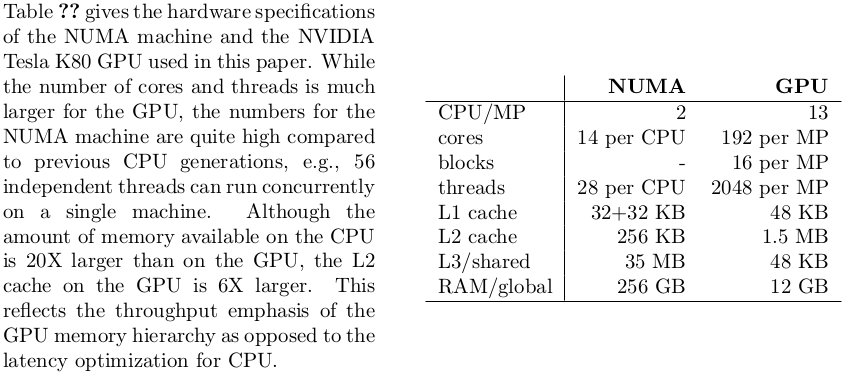 Table ?? gives the hardware specifications
of the NUMA machine and the NVIDIA
Tesla K80 GPU used in this paper. While
the number of cores and threads is much
larger for the GPU, the numbers for the
NUMA machine are quite high compared
to previous CPU generations, e.g., 56
independent threads can run concurrently
on a single machine. Although the
amount of memory available on the CPU
is 20X larger than on the GPU, the L2
cache on the GPU is 6X larger. This
reflects the throughput emphasis of the
GPU memory hierarchy as opposed to the
latency optimization for CPU.
NUMA GPU
CPU/MP 2 13
cores 14 per CPU 192 per MP
blocks - 16 per MP
threads 28 per CPU 2048 per MP
L1 cache 32+32 KB 48 KB
L2 cache 256 KB 1.5 MB
L3/shared 35 MB 48 KB
RAM/global 256 GB 12 GB